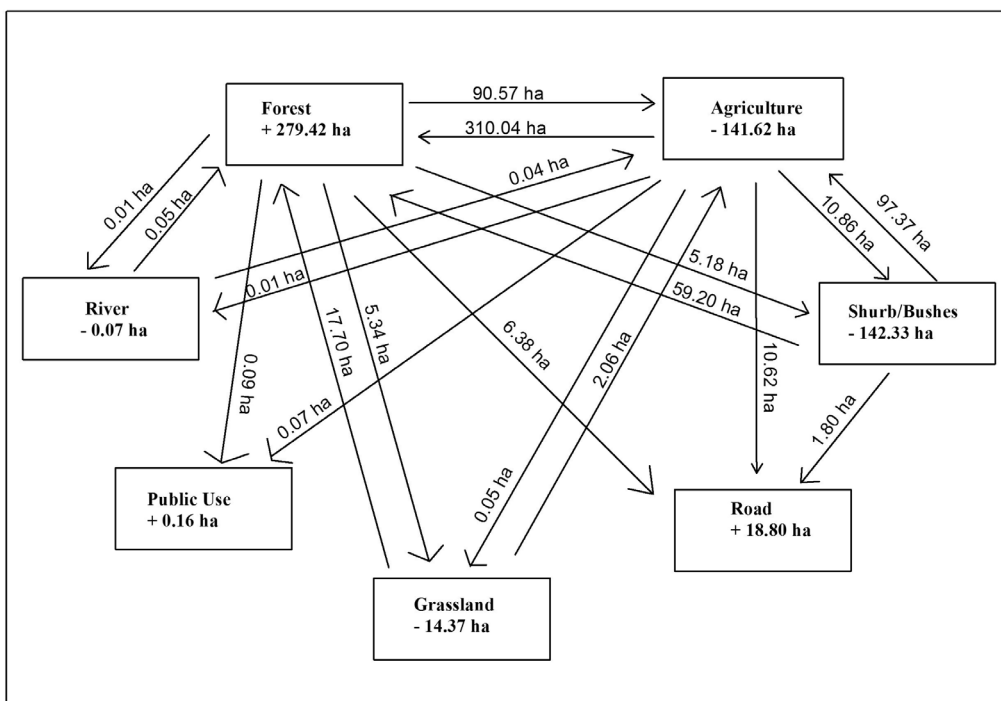 Forest
+ 279.42 ha
Agriculture
- 141.62 ha
90.57 ha
310.04 ha
0.04 ha
0.01 ha
0.05 ha
0.01 ha
River
- 0.07 ha
10.86 ha
97.37 ha
5.18 ha
59.20 ha
Shurb/Bushes
- 142.33 ha
17.70 ha
5.34 ha
6.38 ha
2.06 ha
10.62 ha
0.09 ha
0.07 ha
1.80 ha
0.05 ha
Public Use
+ 0.16 ha
Road
+ 18.80 ha
Grassland
- 14.37 ha